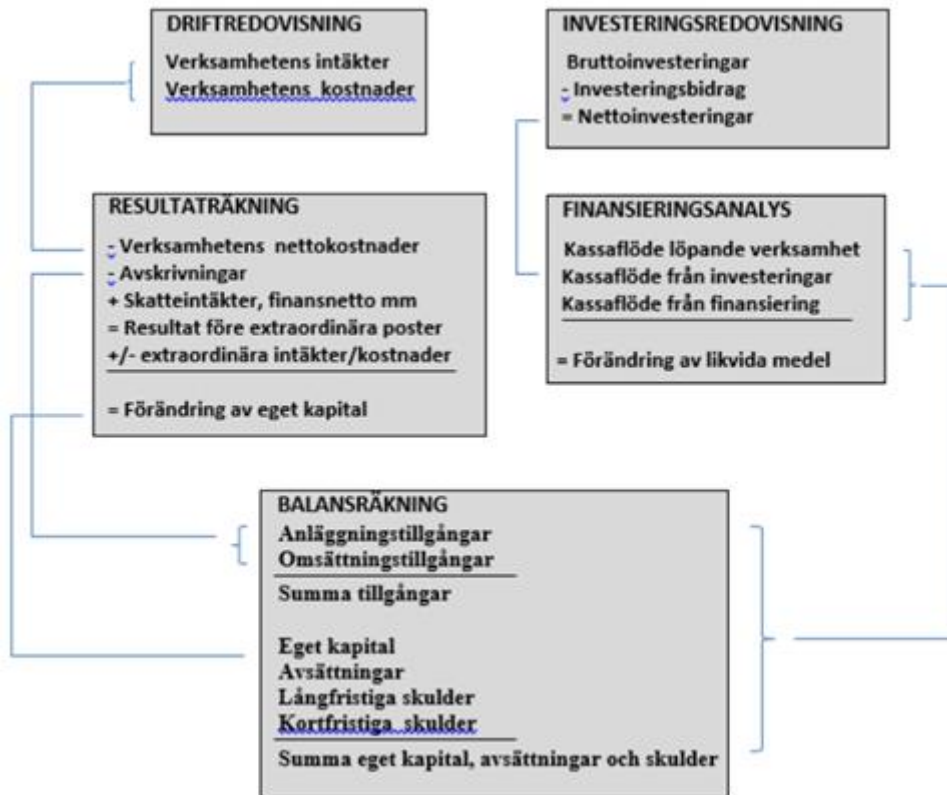 DRIFTREDOVISNING
Verksamhetens intäkter
Verksamhetens kostnader
INVESTERINGSREDOVISNING
Bruttoinvesteringar
- Investeringsbidrag
= Nettoinvesteringar
RESULTATRÄKNING
- Verksamhetens nettokostnader
- Avskrivningar
+ Skatteintäkter, finansnetto mm
= Resultat före extraordinära poster
+/- extraordinära intäkter/kostnader
= Förändring av eget kapital
FINANSIERINGSANALYS
Kassaflöde löpande verksamhet
Kassaflöde från investeringar
Kassaflöde från finansiering
= Förändring av likvida medel
BALANSRÄKNING
Anläggningstillgångar
Omsättningstillgångar
Summa tillgångar
Eget kapital
Avsättningar
Långfristiga skulder
Kortfristiga skulder
Summa eget kapital, avsättningar och skulder